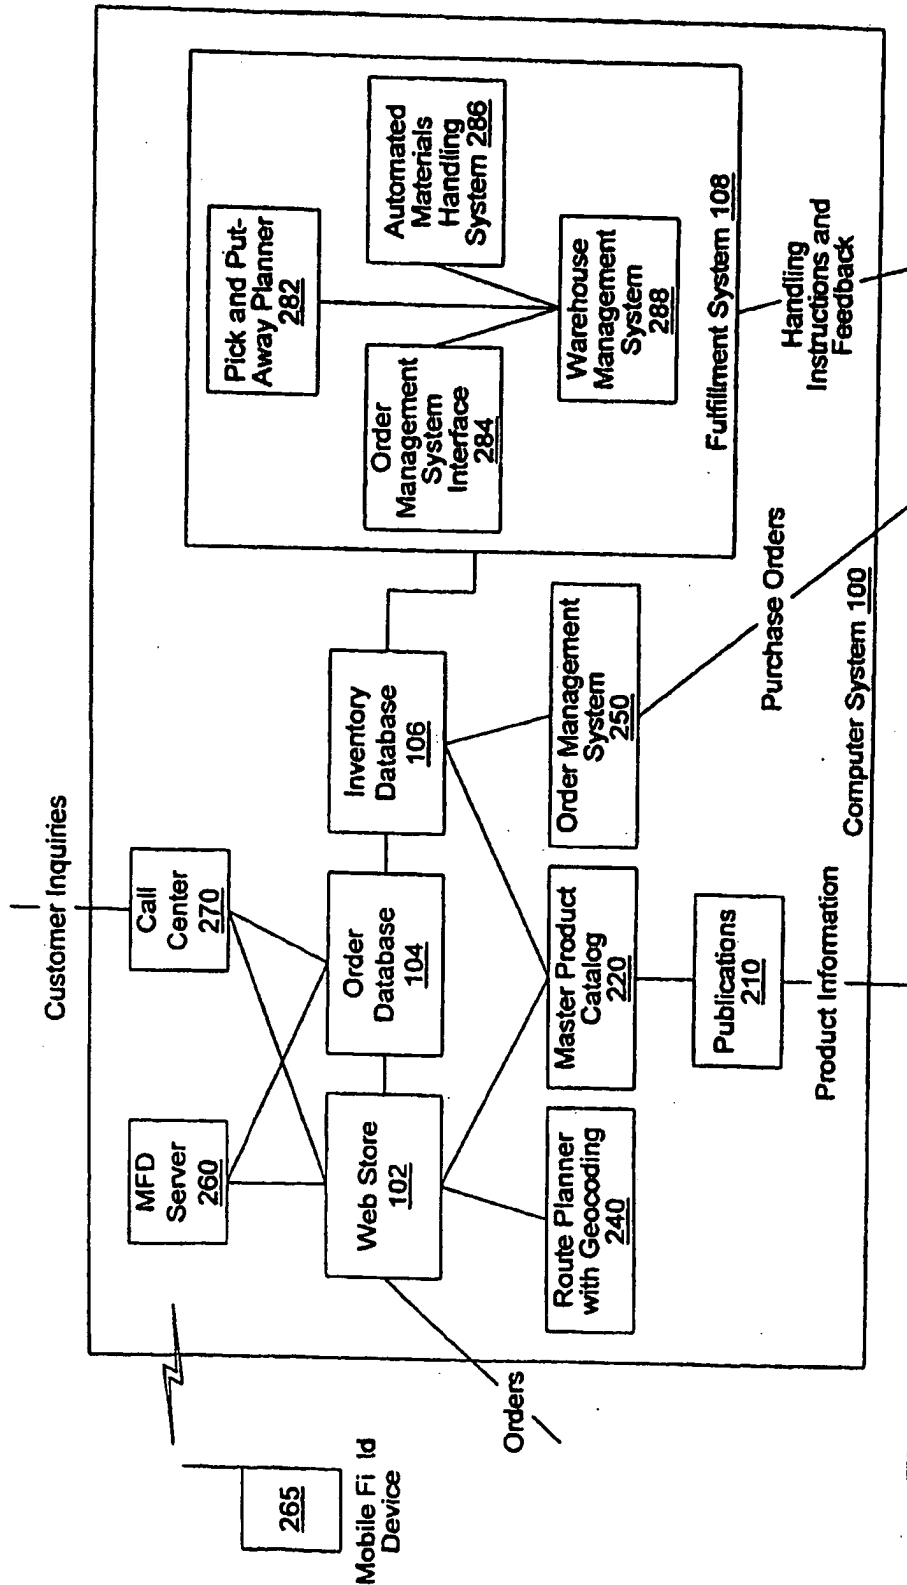 Customer Inquiries
MFD
Server
260
Call
Center
270
265
Mobile Fi ld
Device
Web Store
102
Order
Database
104
Inventory
Database
106
Pick and Put-
Away Planner
282
Order
Management
System
Interface
284
Automated
Materials
Handling
System 286
Warehouse
Management
System
288
Fulfillment System 108
Orders
Route Planner
with Geocoding
240
Master Product
Catalog
220
Order Management
System
250
Publications
210
Purchase Orders
Handling
Instructions and
Feedback
Product Information
Computer System 100